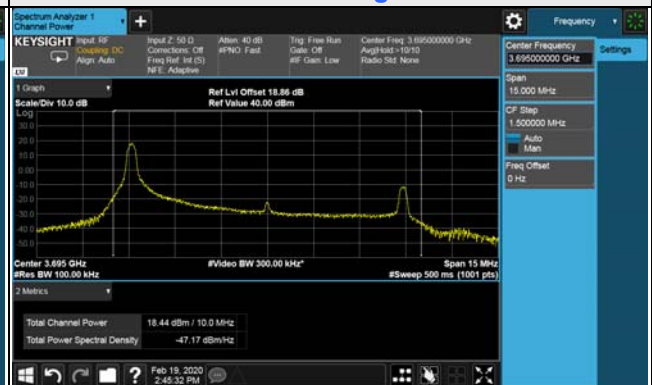 Spectrum Analyzer 1
Channel Power
Frequency
KEYSIGHT
Input: RF
Coupling: DC
Align: Auto
Input Z: 50 Ω
Corrections: Off
Freq Ref: Int (S)
NFE: Adaptive
Atten: 40 dB
#PNO: Fast
Trig: Free Run
Gate: Off
#IF Gain: Low
Center Freq: 3.695000000 GHz
Avg|Hold:>10/10
Radio Std: None
Center Frequency
3.695000000 GHz
Settings
Span
15.000 MHz
CF Step
1.500000 MHz
Auto
Man
Freq Offset
0 Hz
1 Graph
Scale/Div 10.0 dB
Ref Lvl Offset 18.86 dB
Ref Value 40.00 dBm
Log
30.0
20.0
10.0
0.00
-10.0
-20.0
-30.0
-40.0
-50.0
Center 3.695 GHz
#Video BW 300.00 kHz*
Span 15 MHz
#Res BW 100.00 kHz
#Sweep 500 ms (1001 pts)
2 Metrics
Total Channel Power 18.44 dBm / 10.0 MHz
Total Power Spectral Density -47.17 dBm/Hz
Feb 19, 2020
2:45:32 PM